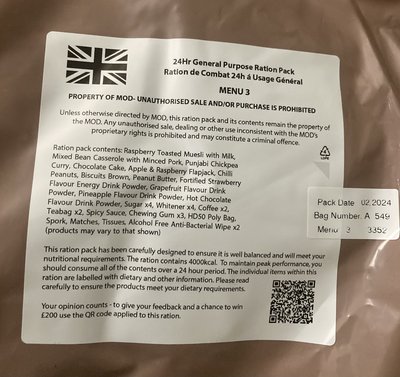 24Hr General Purpose Ration Pack
Ration de Combat 24h á Usage Général
MENU 3
PROPERTY OF MOD- UNAUTHORISED SALE AND/OR PURCHASE IS PROHIBITED
Unless otherwise directed by MOD, this ration pack and its contents remain the property of
the MOD. Any unauthorised sale, dealing or other use inconsistent with the MOD's
proprietary rights is prohibited and may constitute a criminal offence.
Ration pack contents: Raspberry Toasted Muesli with Milk,
Mixed Bean Casserole with Minced Pork, Punjabi Chickpea
Curry, Chocolate Cake, Apple & Raspberry Flapjack, Chilli
Peanuts, Biscuits Brown, Peanut Butter, Fortified Strawberry
Flavour Energy Drink Powder, Grapefruit Flavour Drink
Powder, Pineapple Flavour Drink Powder, Hot Chocolate
Flavour Drink Powder, Sugar x4, Whitener x4, Coffee x2,
Teabag x2, Spicy Sauce, Chewing Gum x3, HD50 Poly Bag,
Spork, Matches, Tissues, Alcohol Free Anti-Bacterial Wipe x2
(products may vary to that shown)
LDPE
Pack Date 02.2024
Bag Number. A 549
Menu 3 3352
This ration pack has been carefully designed to ensure it is well balanced and will meet your
nutritional requirements. The ration contains 4000kcal. To maintain peak performance, you
should consume all of the contents over a 24 hour period. The individual items within this
ration are labelled with dietary and other information. Please read
carefully to ensure the products meet your dietary requirements.
Your opinion counts - to give your feedback and a chance to win
£200 use the QR code applied to this ration.